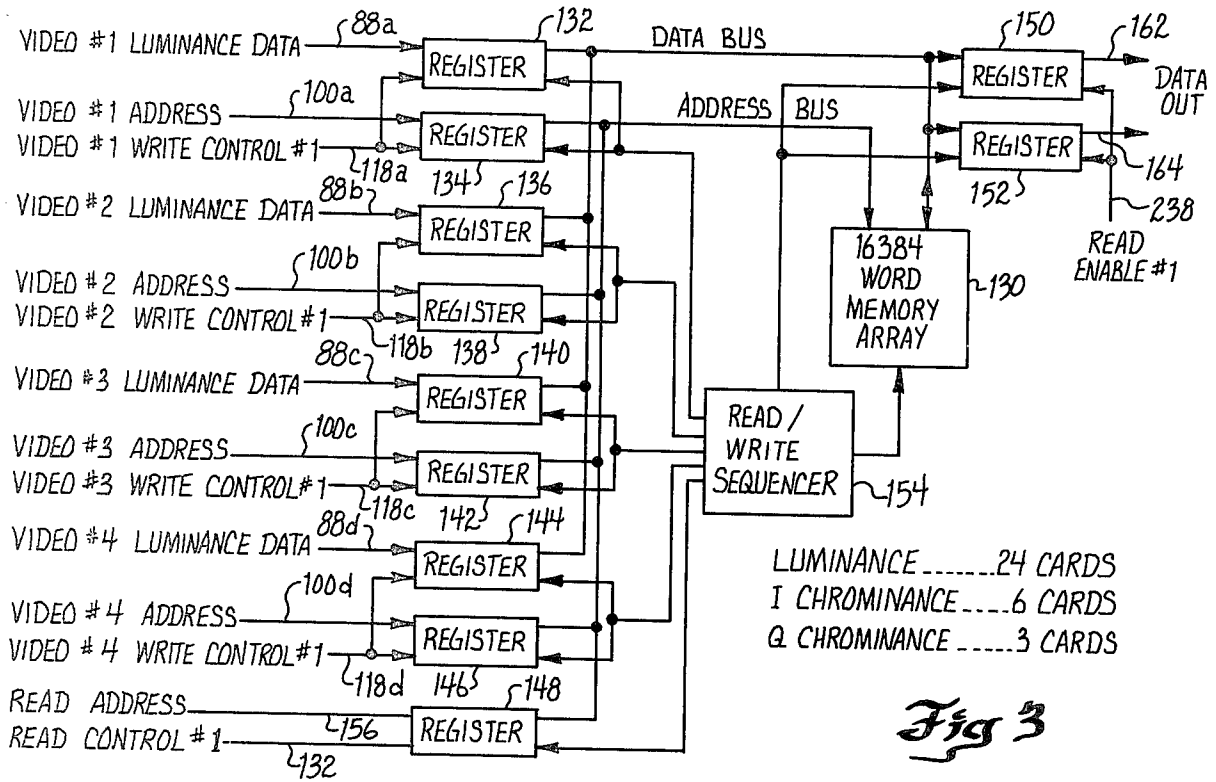 VIDEO #1 LUMINANCE DATA
88a
REGISTER
132
DATA BUS
150
REGISTER
162
DATA OUT
VIDEO #1 ADDRESS
100a
VIDEO #1 WRITE CONTROL #1
118a
REGISTER
134
ADDRESS BUS
REGISTER
152
164
238
READ ENABLE #1
VIDEO #2 LUMINANCE DATA
88b
136
REGISTER
VIDEO #2 ADDRESS
100b
VIDEO #2 WRITE CONTROL #1
118b
REGISTER
138
16384
WORD
MEMORY
ARRAY
130
VIDEO #3 LUMINANCE DATA
88c
140
REGISTER
VIDEO #3 ADDRESS
100c
VIDEO #3 WRITE CONTROL #1
118c
REGISTER
142
READ /
WRITE
SEQUENCER
154
VIDEO #4 LUMINANCE DATA
88d
144
REGISTER
VIDEO #4 ADDRESS
100d
VIDEO #4 WRITE CONTROL #1
118d
REGISTER
146
READ ADDRESS
156
READ CONTROL #1
132
148
REGISTER
LUMINANCE.......24 CARDS
I CHROMINANCE.....6 CARDS
Q CHROMINANCE.....3 CARDS
Fig 3